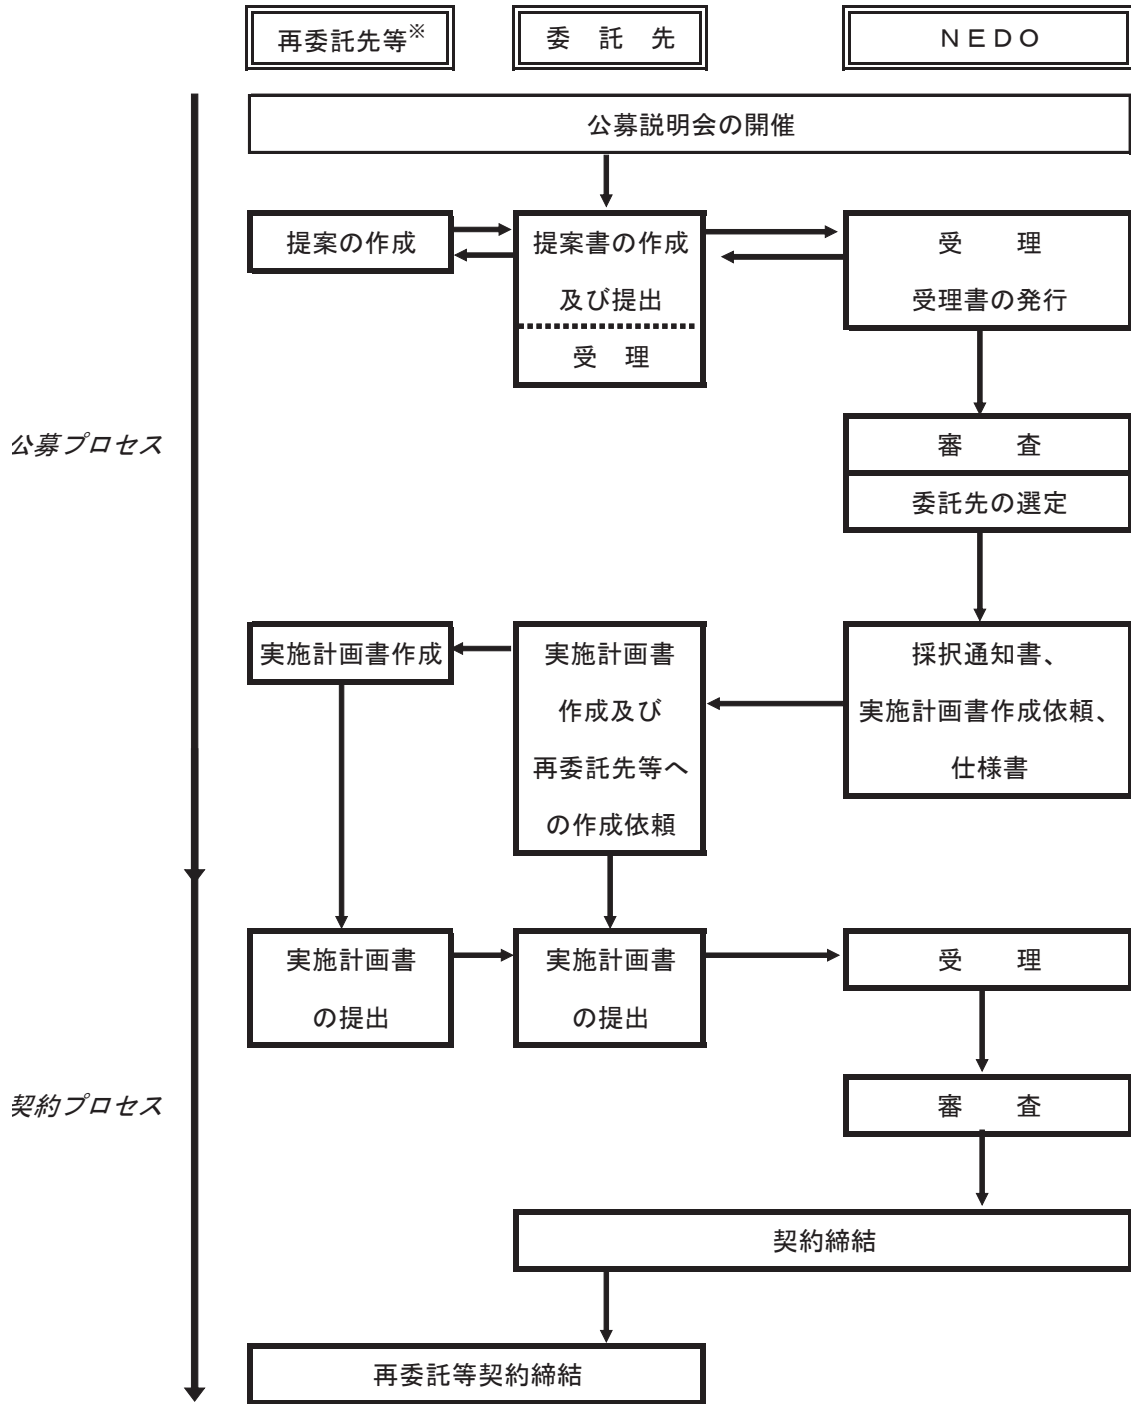 再委託先等※
委 託 先
ＮＥＤＯ
公募説明会の開催
提案の作成
提案書の作成
及び提出
受 理
受 理
受理書の発行
公募プロセス
審 査
委託先の選定
実施計画書作成
実施計画書
作成及び
再委託先等へ
の作成依頼
採択通知書、
実施計画書作成依頼、
仕様書
実施計画書
の提出
実施計画書
の提出
受 理
契約プロセス
審 査
契約締結
再委託等契約締結